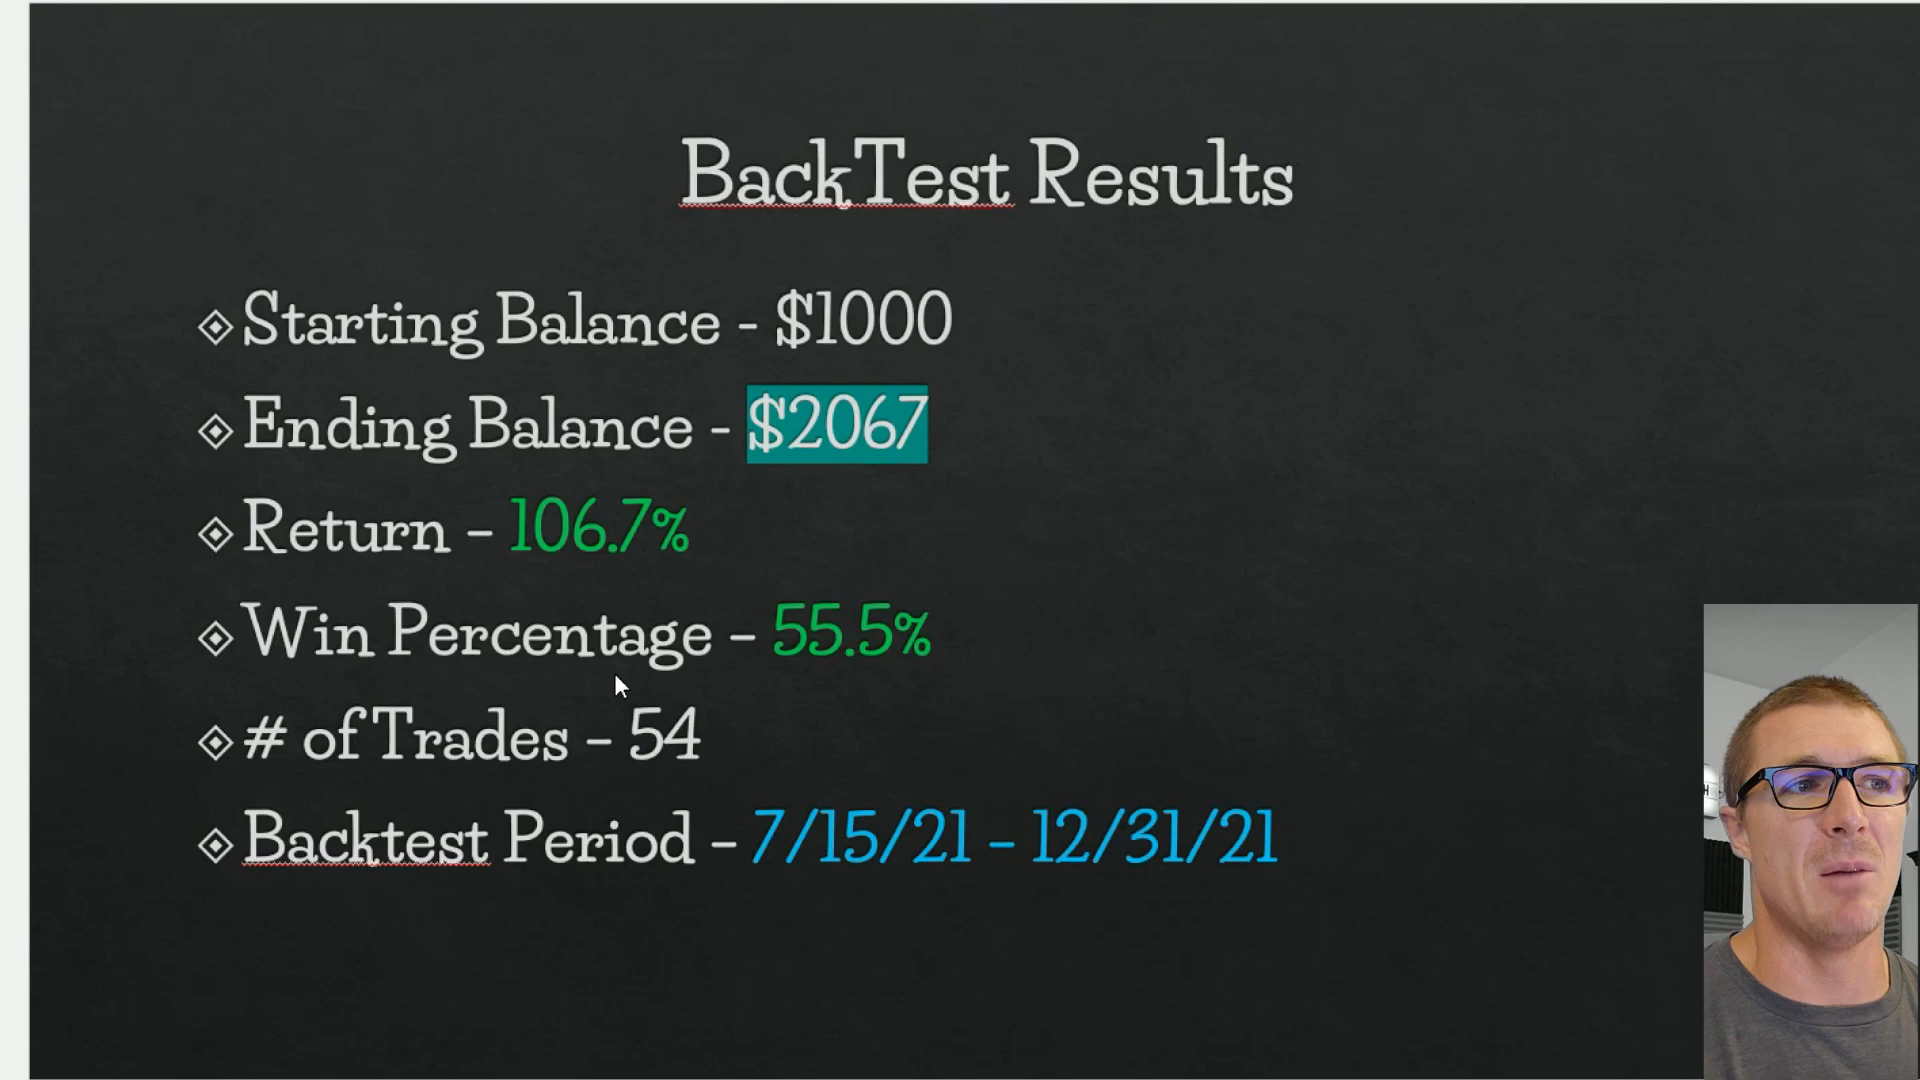 BackTest Results
Starting Balance - $1000
Ending Balance - $2067
Return - 106.7%
Win Percentage - 55.5%
# of Trades - 54
Backtest Period - 7/15/21 - 12/31/21